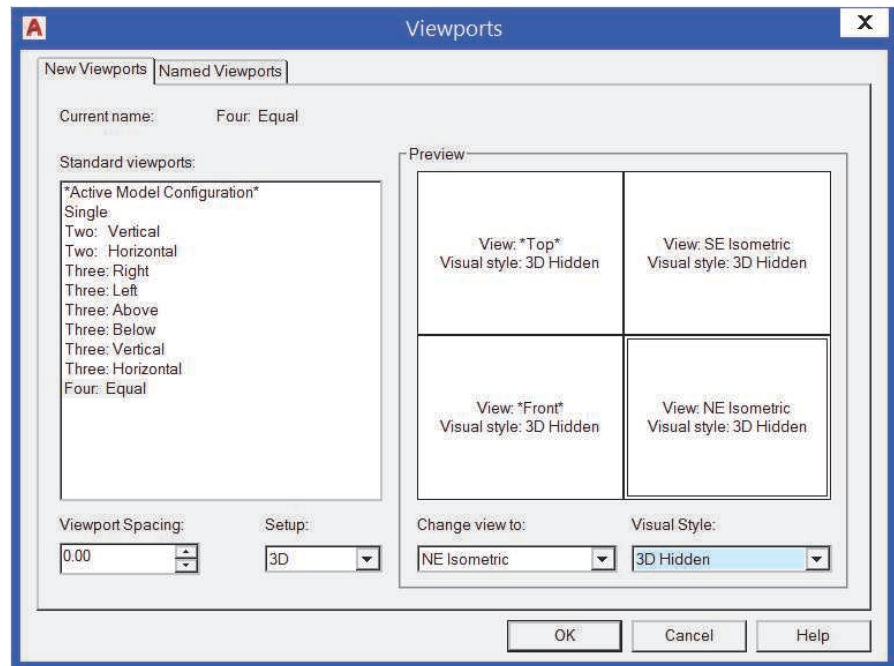 A
Viewports
X
New Viewports
Named Viewports
Current name:
Four: Equal
Standard viewports:
*Active Model Configuration*
Single
Two: Vertical
Two: Horizontal
Three: Right
Three: Left
Three: Above
Three: Below
Three: Vertical
Three: Horizontal
Four: Equal
Preview
View: *Top*
Visual style: 3D Hidden
View: SE Isometric
Visual style: 3D Hidden
View: *Front*
Visual style: 3D Hidden
View: NE Isometric
Visual style: 3D Hidden
Viewport Spacing:
0.00
Setup:
3D
Change view to:
NE Isometric
Visual Style:
3D Hidden
OK
Cancel
Help